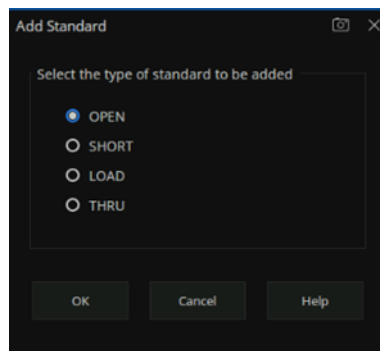 Add Standard
Select the type of standard to be added
OPEN
SHORT
LOAD
THRU
OK Cancel Help